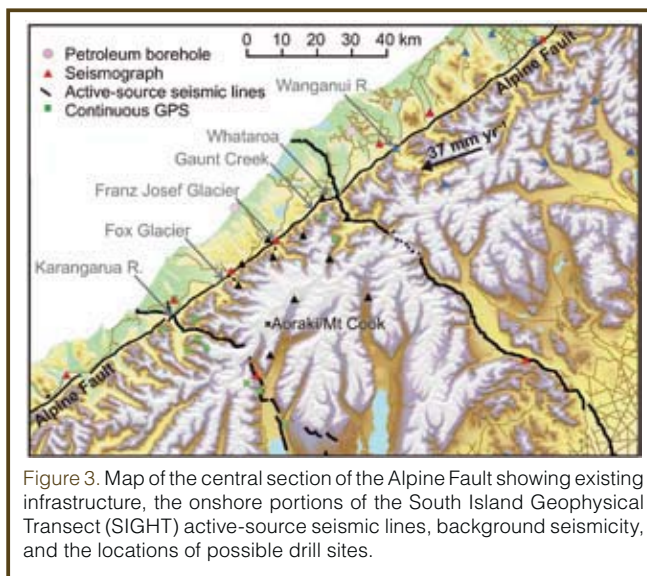 Petroleum borehole
Seismograph
Active-source seismic lines
Continuous GPS
0 10 20 30 40 km
Wanganui R.
Alpine Fault
37 mm yr⁻¹
Whataroa
Gaunt Creek
Franz Josef Glacier
Fox Glacier
Karangarua R.
Aoraki/Mt Cook
Alpine Fault
Figure 3. Map of the central section of the Alpine Fault showing existing
infrastructure, the onshore portions of the South Island Geophysical
Transect (SIGHT) active-source seismic lines, background seismicity,
and the locations of possible drill sites.